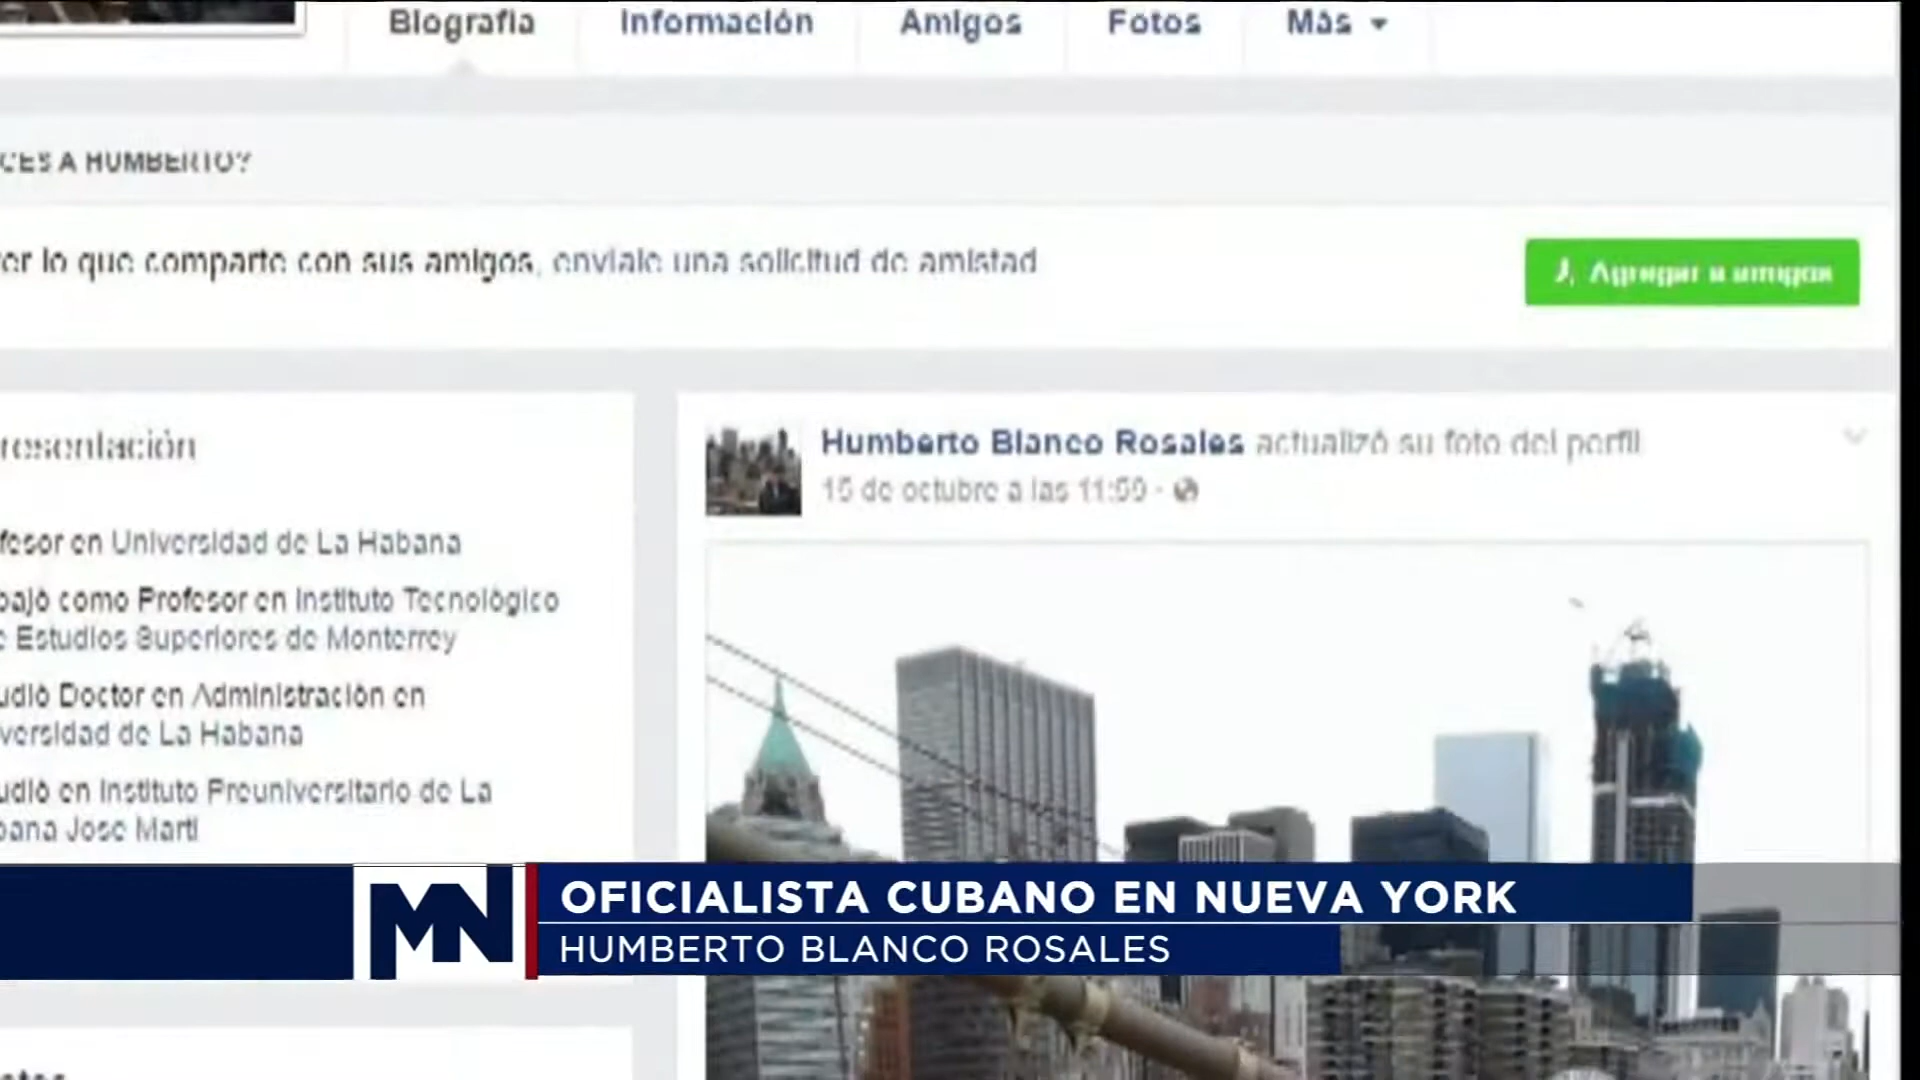 Biografía Información Amigos Fotos Más
CES A HUMBERTO?
er lo que comparte con sus amigos, envíale una solicitud de amistad
Agregar a amigos
resentación
fesor en Universidad de La Habana
bajó como Profesor en Instituto Tecnológico
e Estudios Superiores de Monterrey
udió Doctor en Administración en
versidad de La Habana
udió en Instituto Preuniversitario de La
bana Jose Marti
Humberto Blanco Rosales actualizó su foto del perfil
15 de octubre a las 11:59 ·
MN
OFICIALISTA CUBANO EN NUEVA YORK
HUMBERTO BLANCO ROSALES